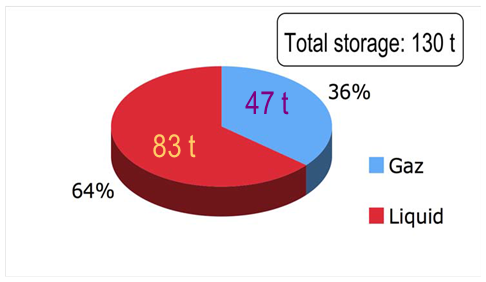 Total storage: 130 t
36%
47 t
83 t
64%
Gaz
Liquid